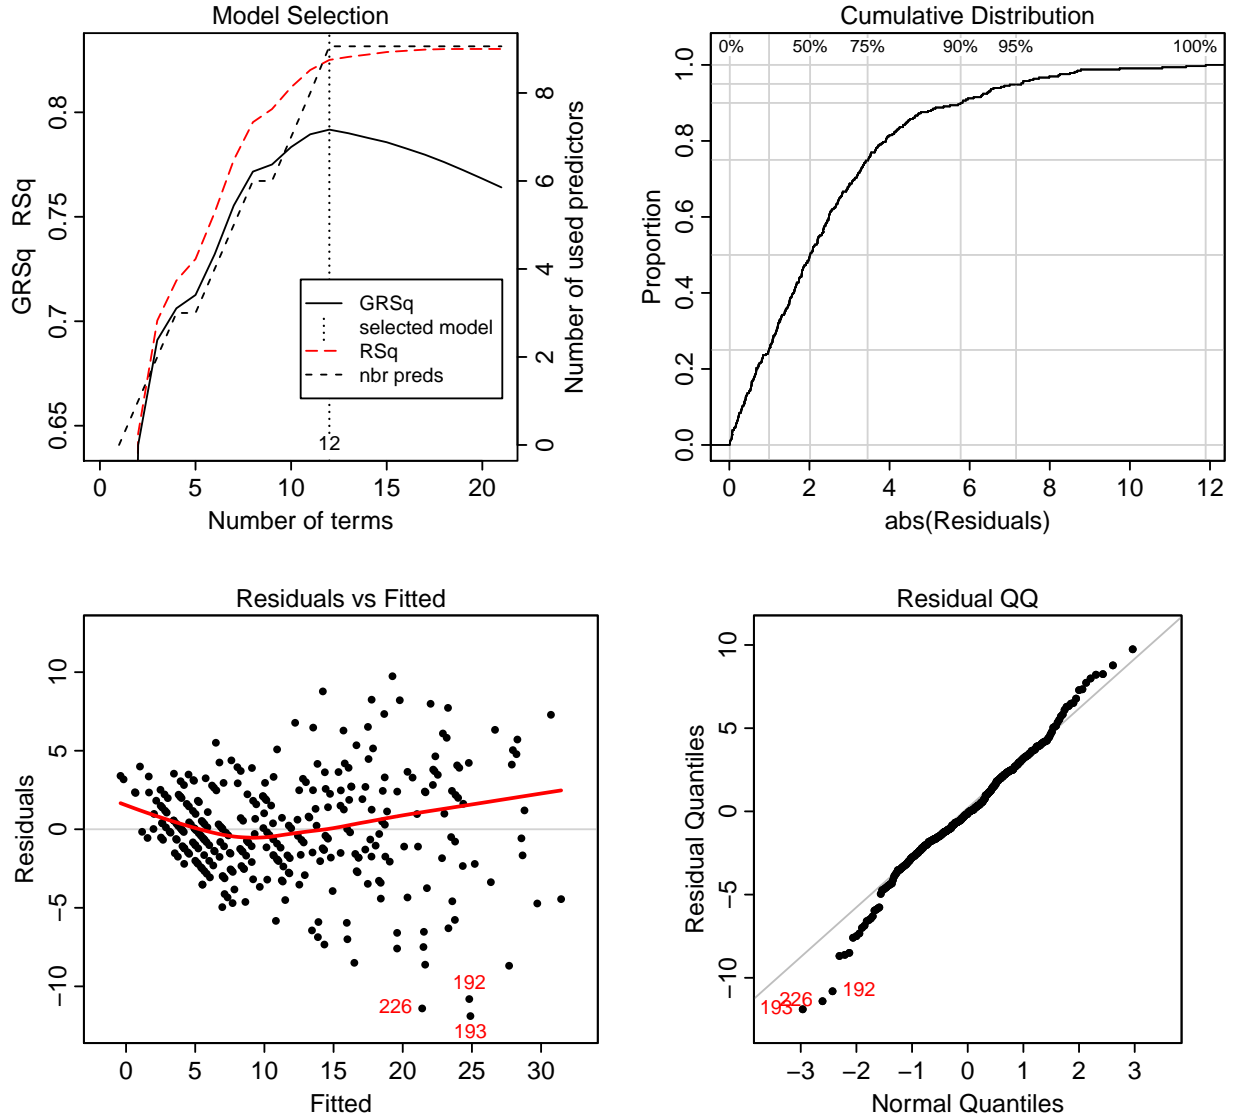 Model Selection
GRSq RSq
0.65 0.7 0.75 0.8
0 2 4 6 8
Number of used predictors
GRSq
selected model
RSq
nbr preds
12
0 5 10 15 20
Number of terms
Cumulative Distribution
0% 50% 75% 90% 95% 100%
Proportion
0.0 0.2 0.4 0.6 0.8 1.0
0 2 4 6 8 10 12
abs(Residuals)
Residuals vs Fitted
Residuals
−10 −5 0 5 10
192
226
193
0 5 10 15 20 25 30
Fitted
Residual QQ
Residual Quantiles
−10 −5 0 5 10
192
226
193
−3 −2 −1 0 1 2 3
Normal Quantiles